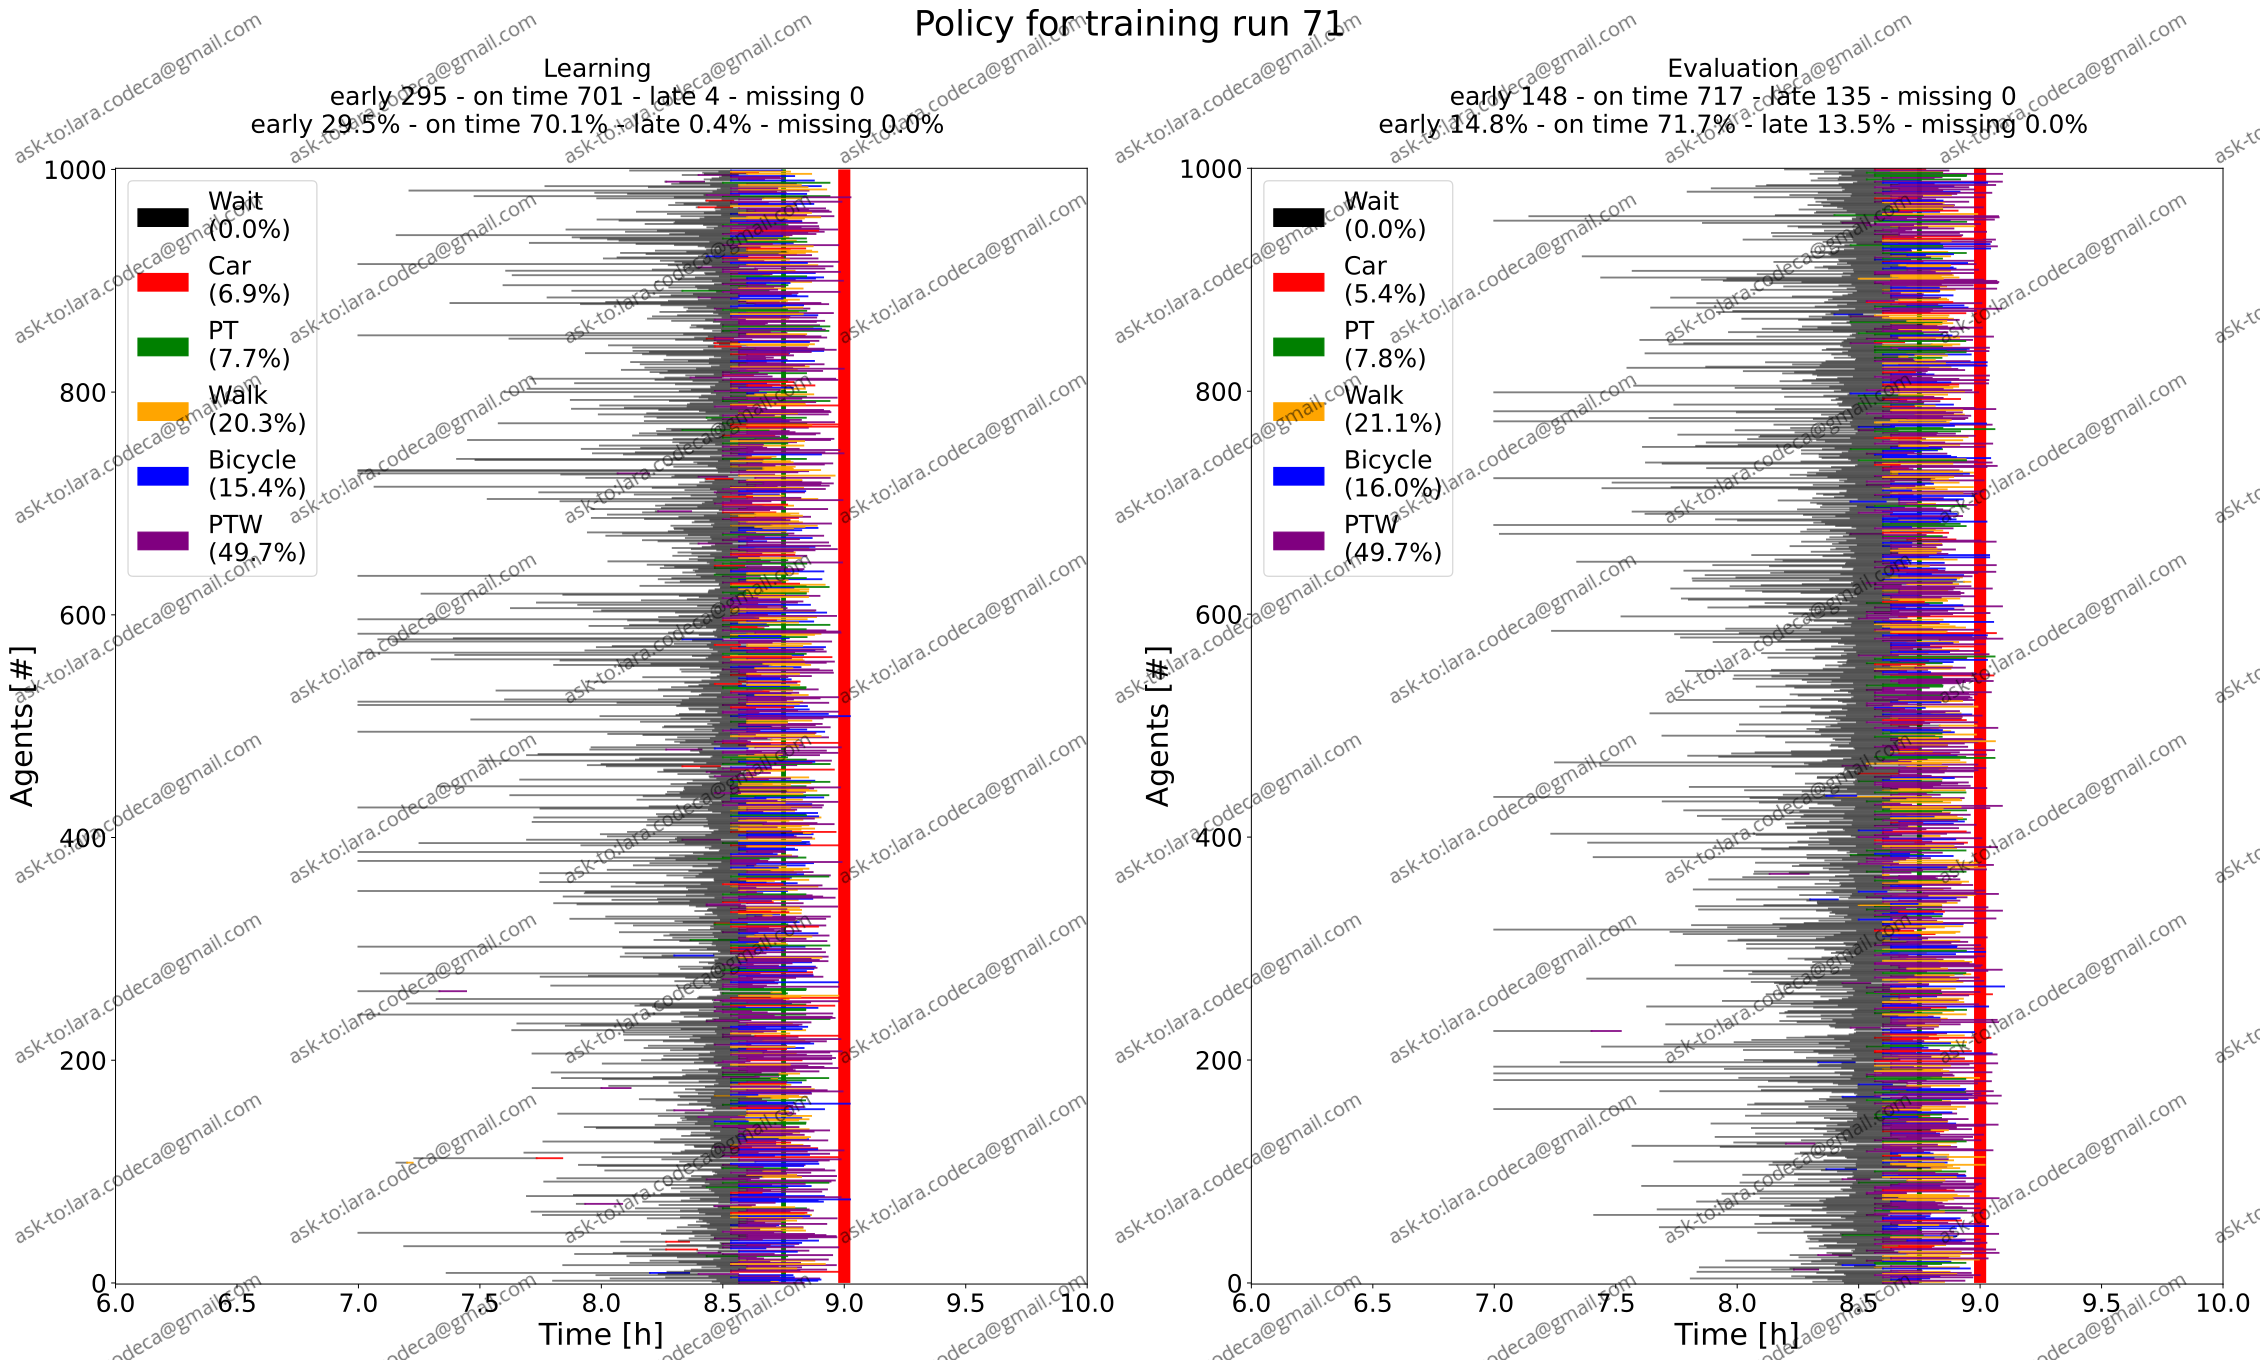 Policy for training run 71
Learning
early 295 - on time 701 - late 4 - missing 0
early 29.5% - on time 70.1% - late 0.4% - missing 0.0%
Wait
(0.0%)
Car
(6.9%)
PT
(7.7%)
Walk
(20.3%)
Bicycle
(15.4%)
PTW
(49.7%)
1000
800
600
400
200
0
Agents [#]
6.0 6.5 7.0 7.5 8.0 8.5 9.0 9.5 10.0
Time [h]
Evaluation
early 148 - on time 717 - late 135 - missing 0
early 14.8% - on time 71.7% - late 13.5% - missing 0.0%
Wait
(0.0%)
Car
(5.4%)
PT
(7.8%)
Walk
(21.1%)
Bicycle
(16.0%)
PTW
(49.7%)
1000
800
600
400
200
0
Agents [#]
6.0 6.5 7.0 7.5 8.0 8.5 9.0 9.5 10.0
Time [h]
ask-to:lara.codeca@gmail.com